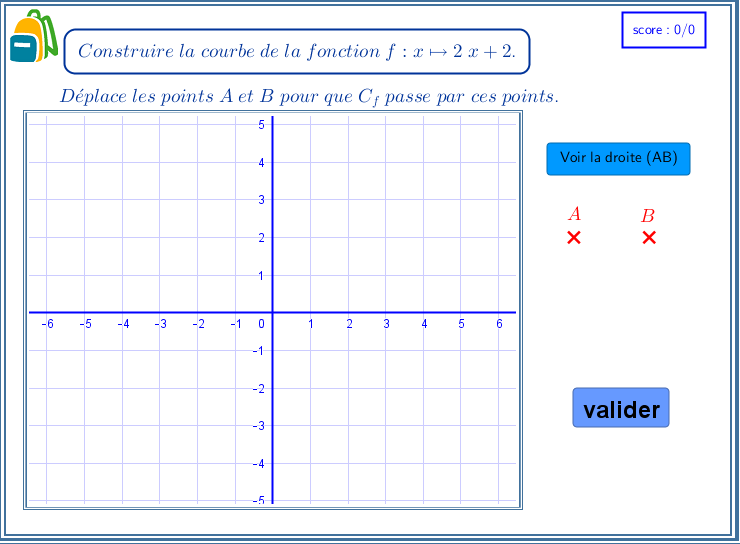 score : 0/0
Construire la courbe de la fonction f : x ↦ 2 x + 2.
Déplace les points A et B pour que C_f passe par ces points.
Voir la droite (AB)
A B
5
4
3
2
1
-6 -5 -4 -3 -2 -1 0 1 2 3 4 5 6
-1
-2
-3
-4
-5
valider